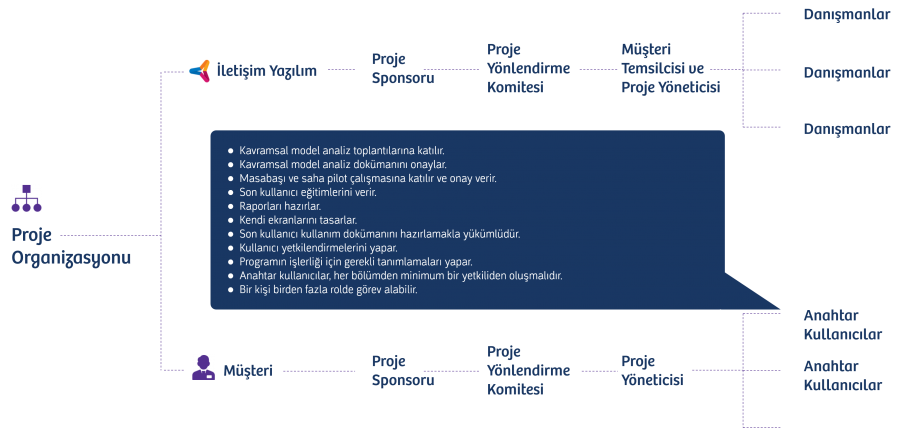 Danışmanlar
İletişim Yazılım
Proje
Sponsoru
Proje
Yönlendirme
Komitesi
Müşteri
Temsilcisi ve
Proje Yöneticisi
Danışmanlar
Danışmanlar
• Kavramsal model analiz toplantılarına katılır.
• Kavramsal model analiz dokümanını onaylar.
• Masabaşı ve saha pilot çalışmasına katılır ve onay verir.
• Son kullanıcı eğitimlerini verir.
• Raporları hazırlar.
• Kendi ekranlarını tasarlar.
• Son kullanıcı kullanım dokümanını hazırlamakla yükümlüdür.
• Kullanıcı yetkilendirmelerini yapar.
• Programın işlerliği için gerekli tanımlamaları yapar.
• Anahtar kullanıcılar, her bölümden minimum bir yetkiliden oluşmalıdır.
• Bir kişi birden fazla rolde görev alabilir.
Proje
Organizasyonu
Anahtar
Kullanıcılar
Müşteri
Proje
Sponsoru
Proje
Yönlendirme
Komitesi
Proje
Yöneticisi
Anahtar
Kullanıcılar